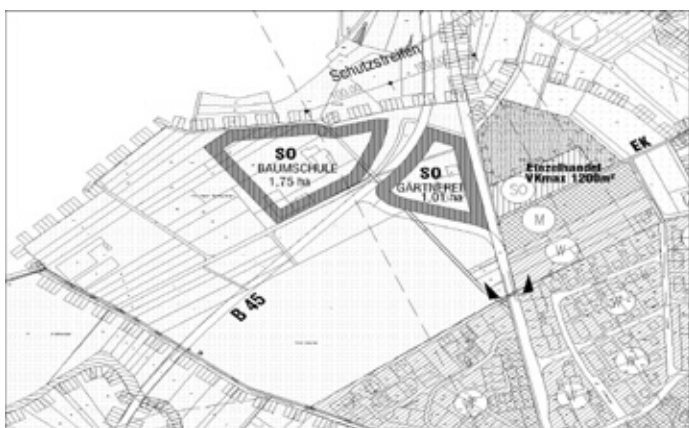 Schutzstreifen
SO
BAUMSCHULE
1,75 ha
SO
GÄRTNEREI
1,01 ha
Einzelhandel
VKmax 1200m²
EK
SO
M
W
B 45